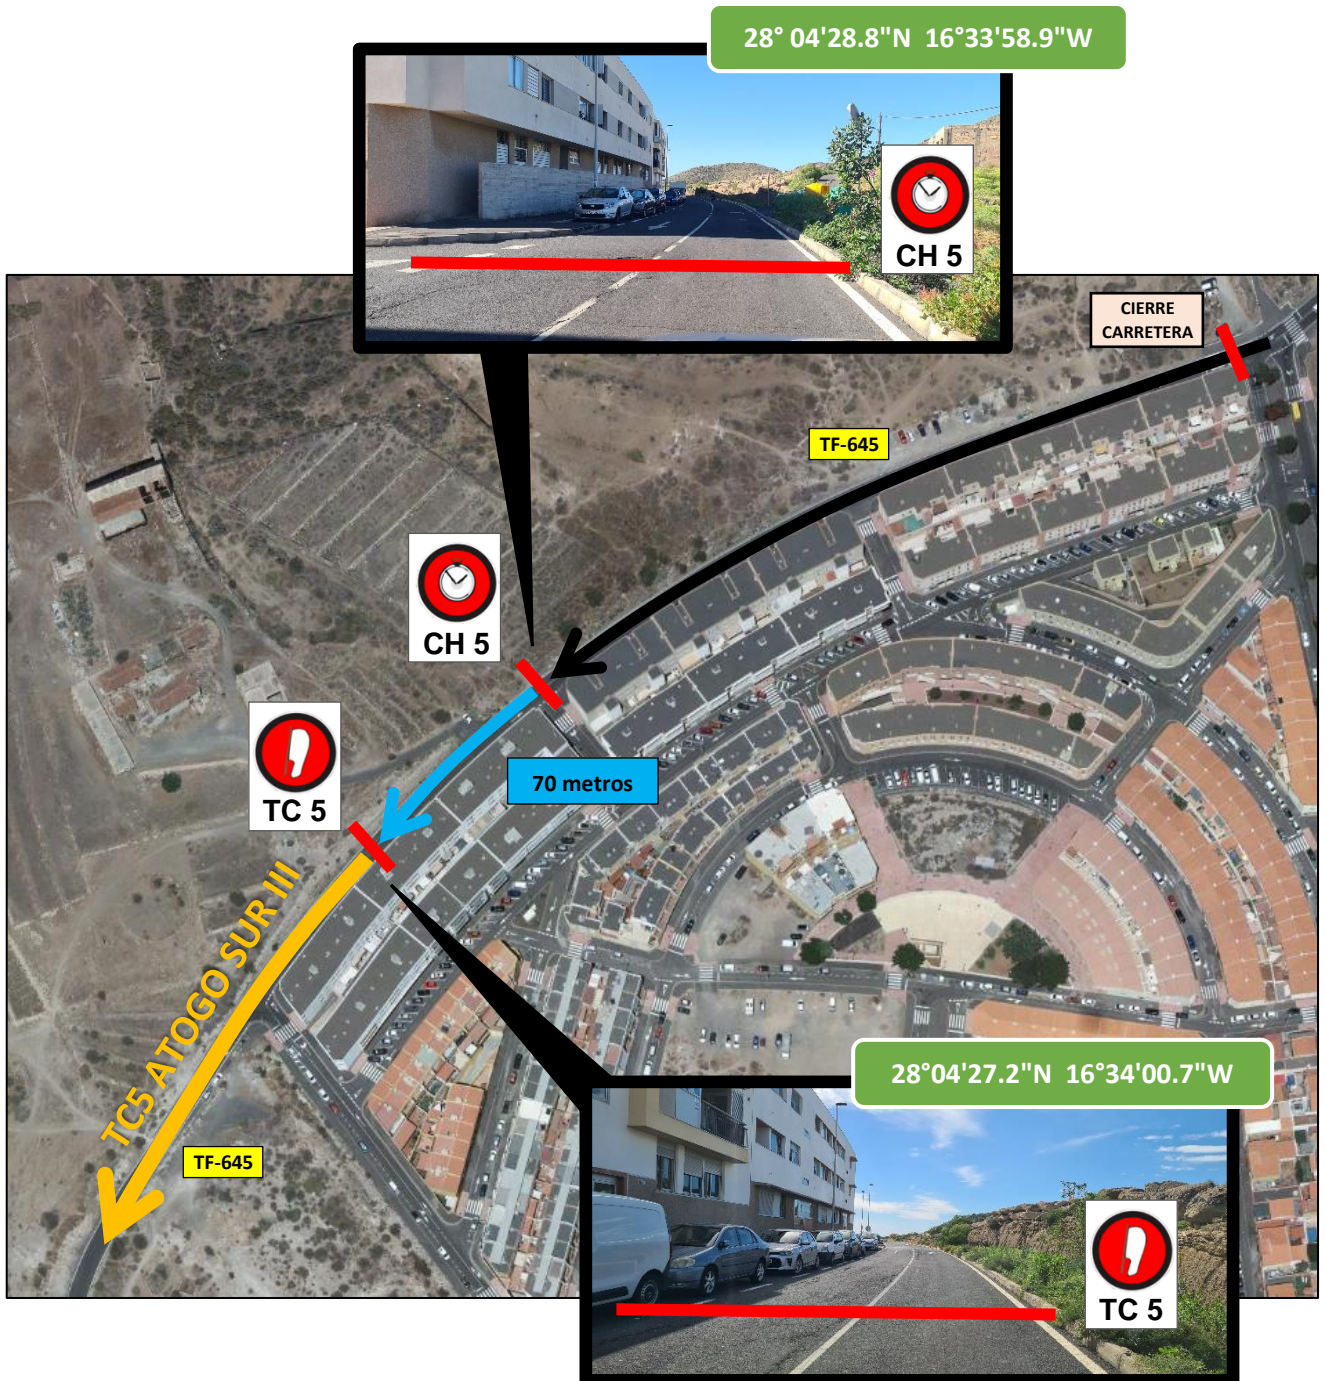 28° 04'28.8"N 16°33'58.9"W
CH 5
CIERRE
CARRETERA
TF-645
CH 5
TC 5
70 metros
TC5 ATOGO SUR III
TF-645
28°04'27.2"N 16°34'00.7"W
TC 5